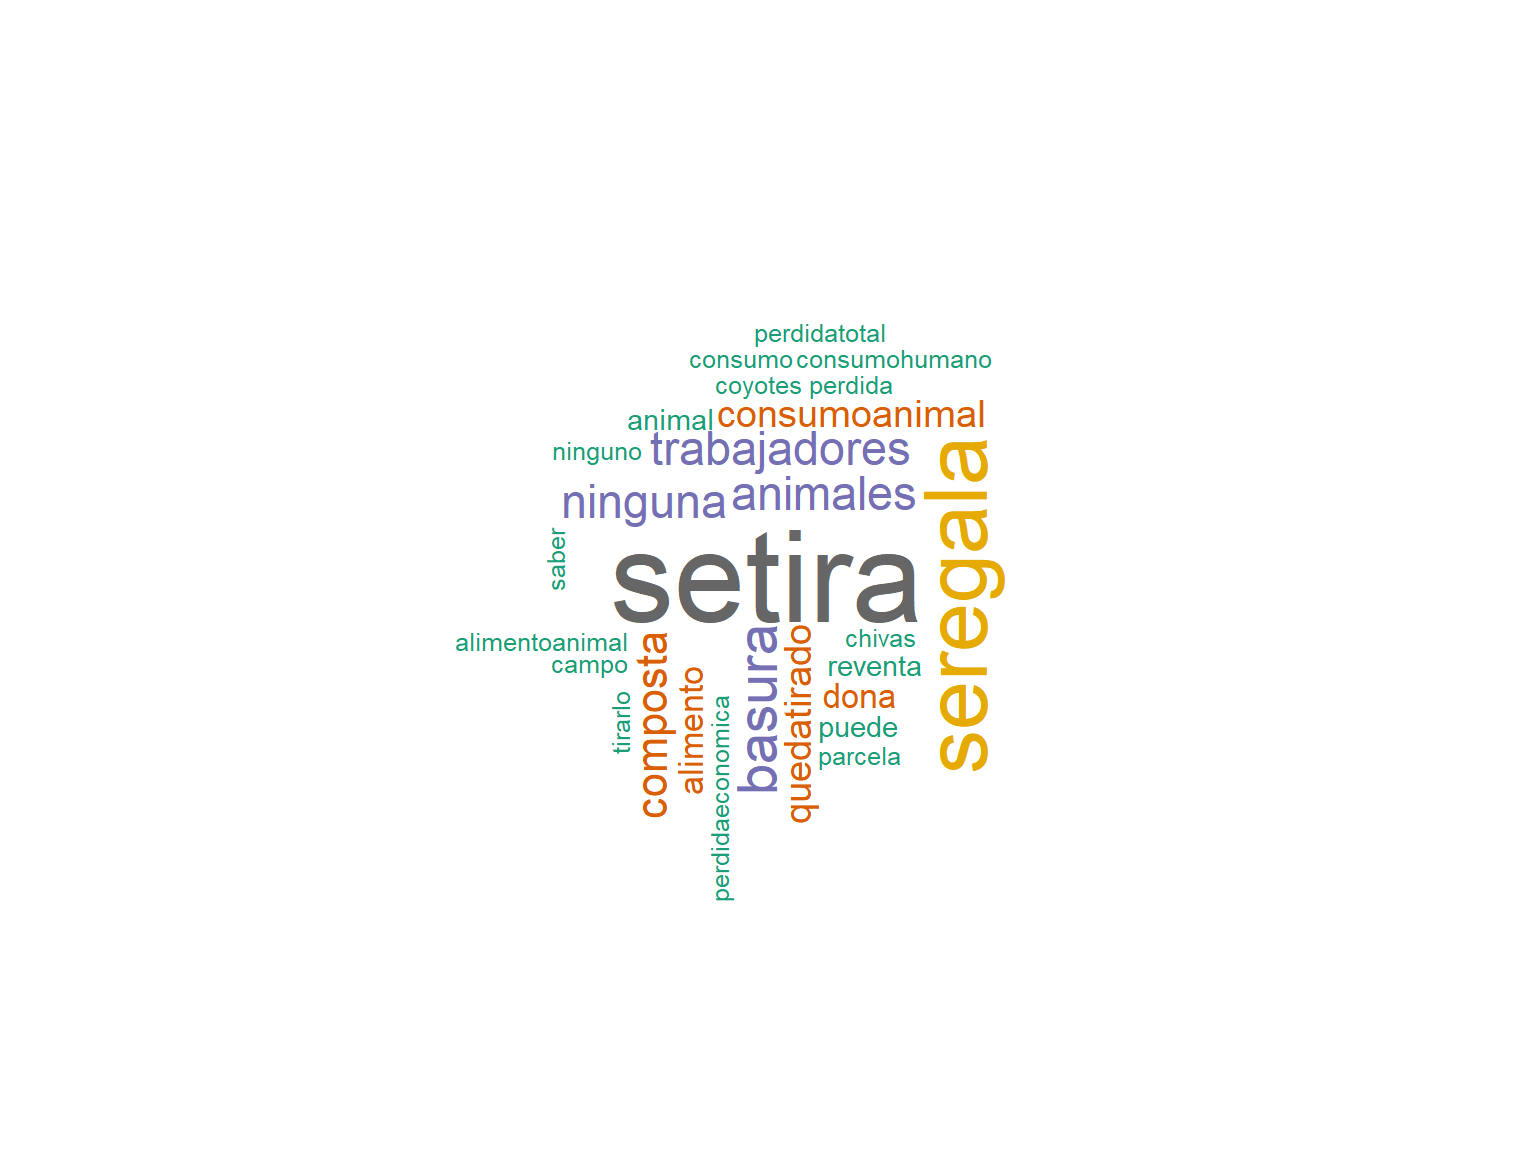 perdidatotal
consumo consumohumano
coyotes perdida
animal consumoanimal
ninguno trabajadores
ninguna animales
seregala
saber
setira
alimentoanimal
campo
tirarlo
composta
alimento
perdidaeconomica
basura
quedatirado
chivas
reventa
dona
puede
parcela